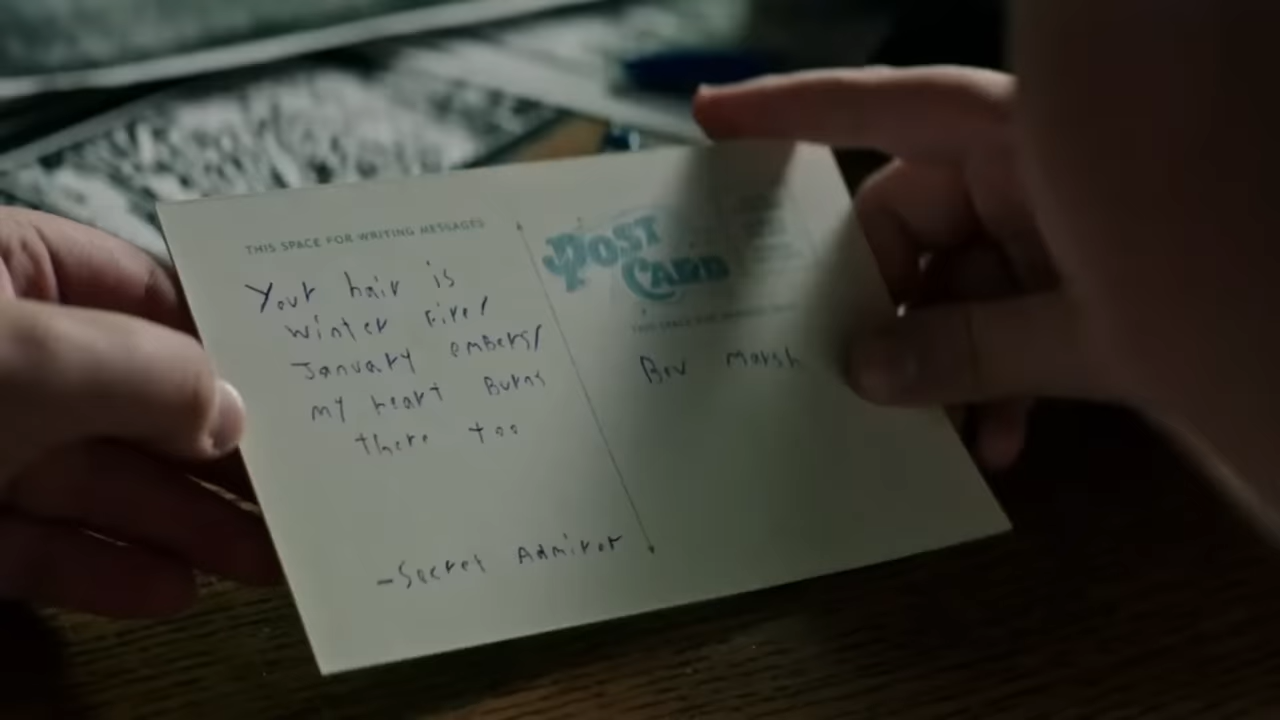 THIS SPACE FOR WRITING MESSAGES
Your hair is
winter fire/
January embers/
my heart Burns
there too
-Secret Admirer
POST
CARD
Bev Marsh